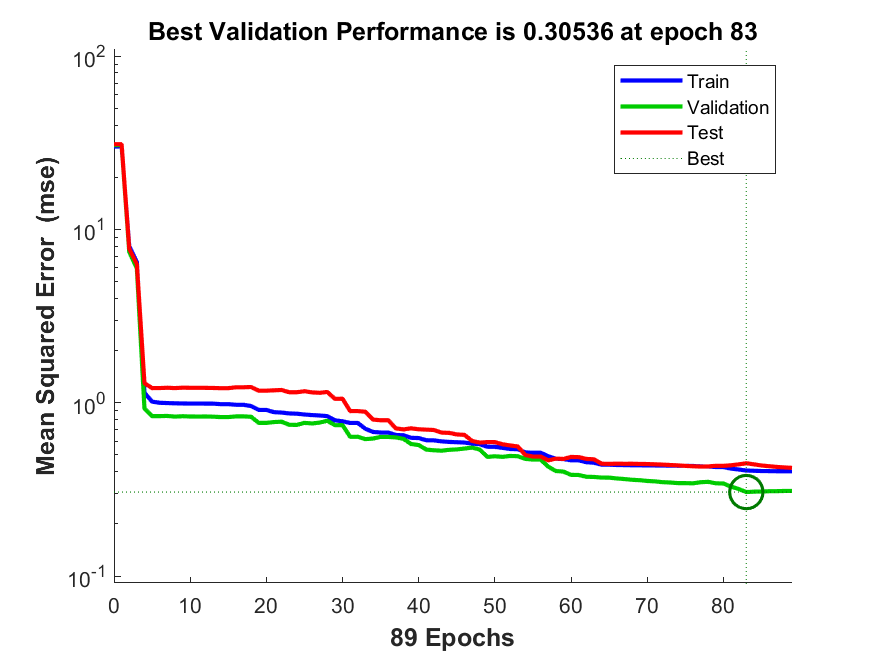 Best Validation Performance is 0.30536 at epoch 83
Mean Squared Error (mse)
10^2
10^1
10^0
10^-1
Train
Validation
Test
Best
0 10 20 30 40 50 60 70 80
89 Epochs